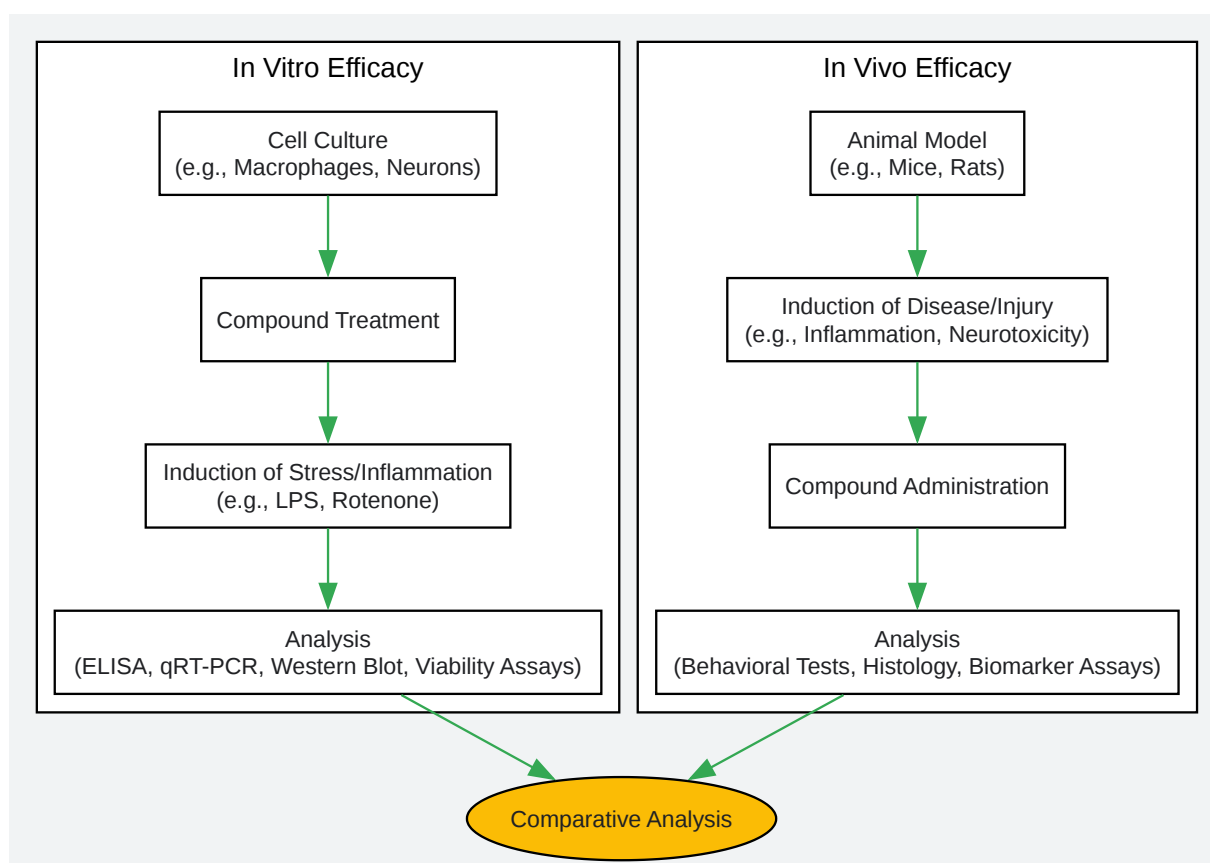 In Vitro Efficacy
Cell Culture
(e.g., Macrophages, Neurons)
Compound Treatment
Induction of Stress/Inflammation
(e.g., LPS, Rotenone)
Analysis
(ELISA, qRT-PCR, Western Blot, Viability Assays)
In Vivo Efficacy
Animal Model
(e.g., Mice, Rats)
Induction of Disease/Injury
(e.g., Inflammation, Neurotoxicity)
Compound Administration
Analysis
(Behavioral Tests, Histology, Biomarker Assays)
Comparative Analysis